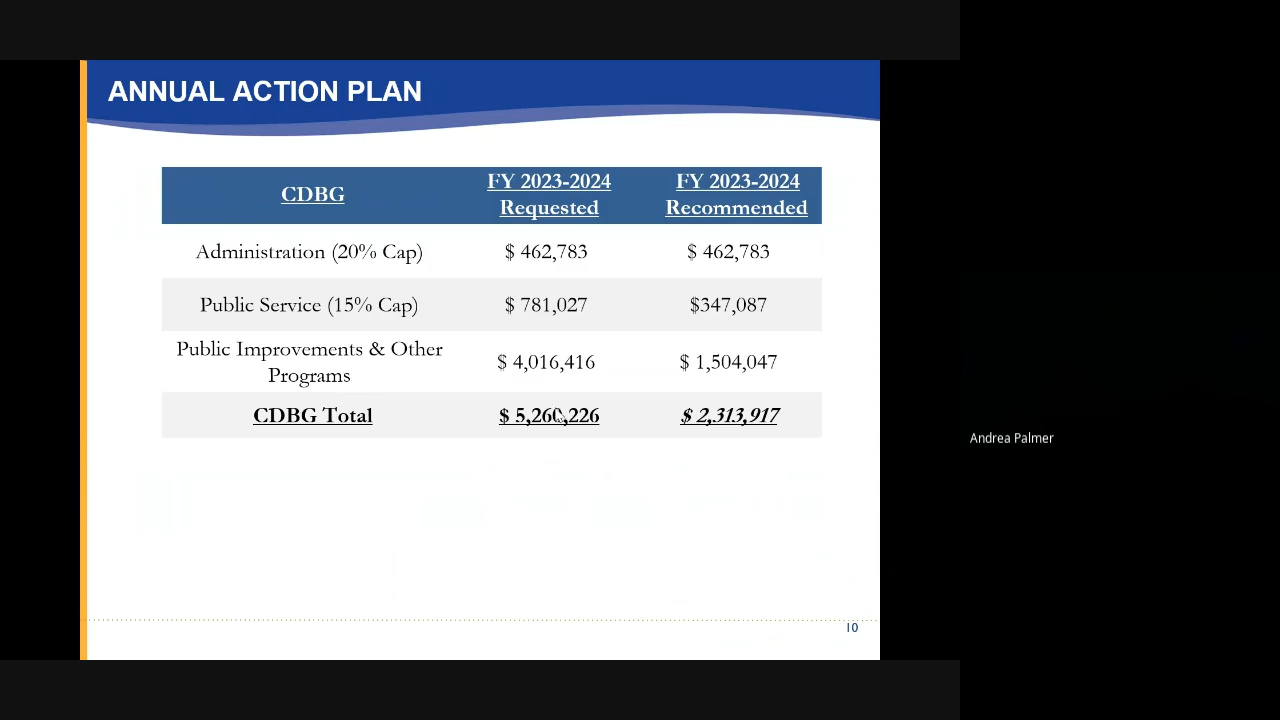 ANNUAL ACTION PLAN
CDBG
FY 2023-2024
Requested
FY 2023-2024
Recommended
Administration (20% Cap)
$ 462,783
$ 462,783
Public Service (15% Cap)
$ 781,027
$347,087
Public Improvements & Other
Programs
$ 4,016,416
$ 1,504,047
CDBG Total
$ 5,260,226
$ 2,313,917
10
Andrea Palmer